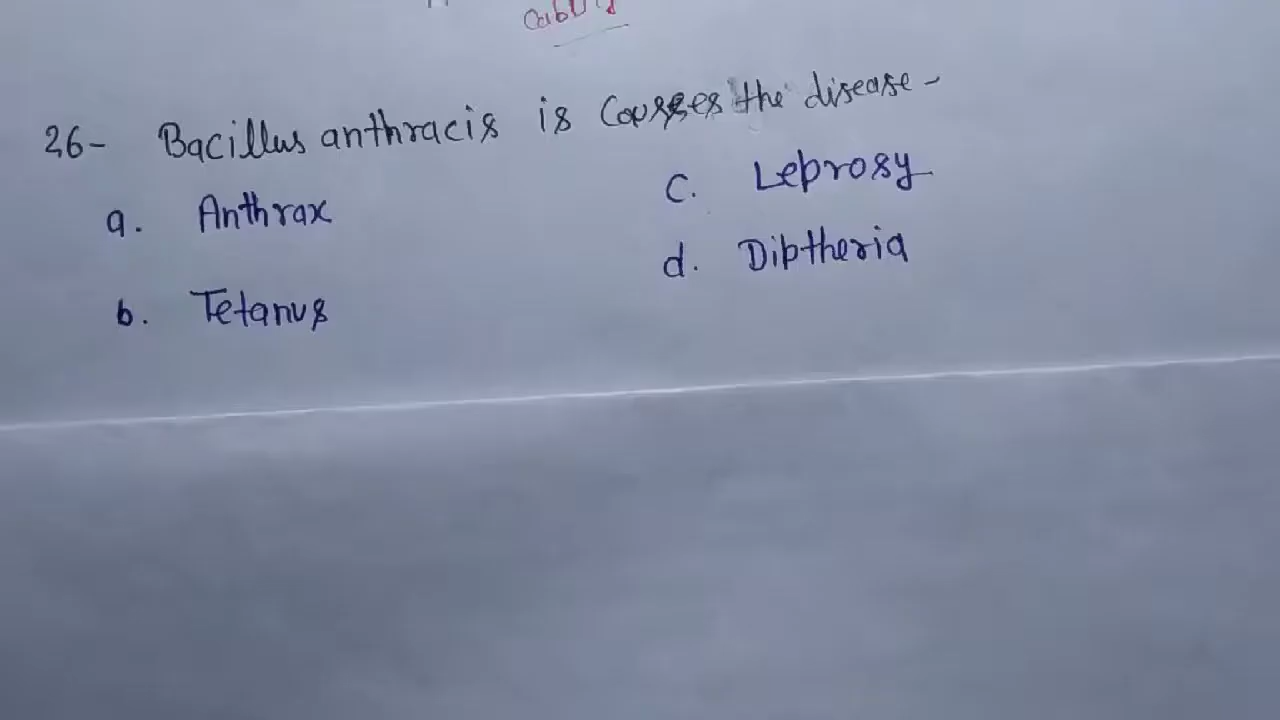 26- Bacillus anthracis is Causes the disease -
a. Anthrax
c. Leprosy
b. Tetanus
d. Diptheria